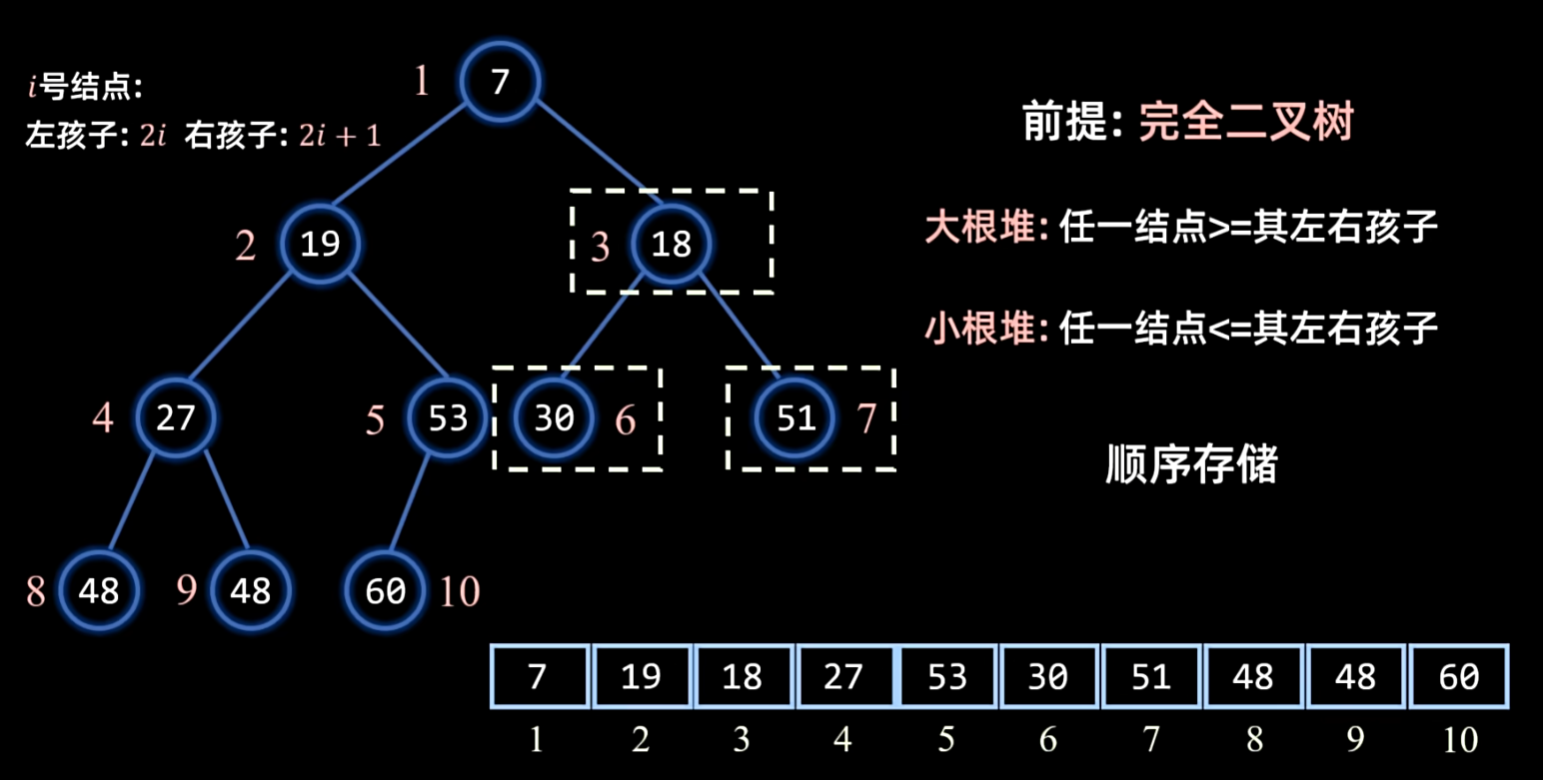 i号结点:
左孩子: 2i 右孩子: 2i + 1
1 7
2 19
3 18
4 27
5 53
30 6
51 7
8 48
9 48
60 10
前提: 完全二叉树
大根堆: 任一结点>=其左右孩子
小根堆: 任一结点<=其左右孩子
顺序存储
7 19 18 27 53 30 51 48 48 60
1 2 3 4 5 6 7 8 9 10